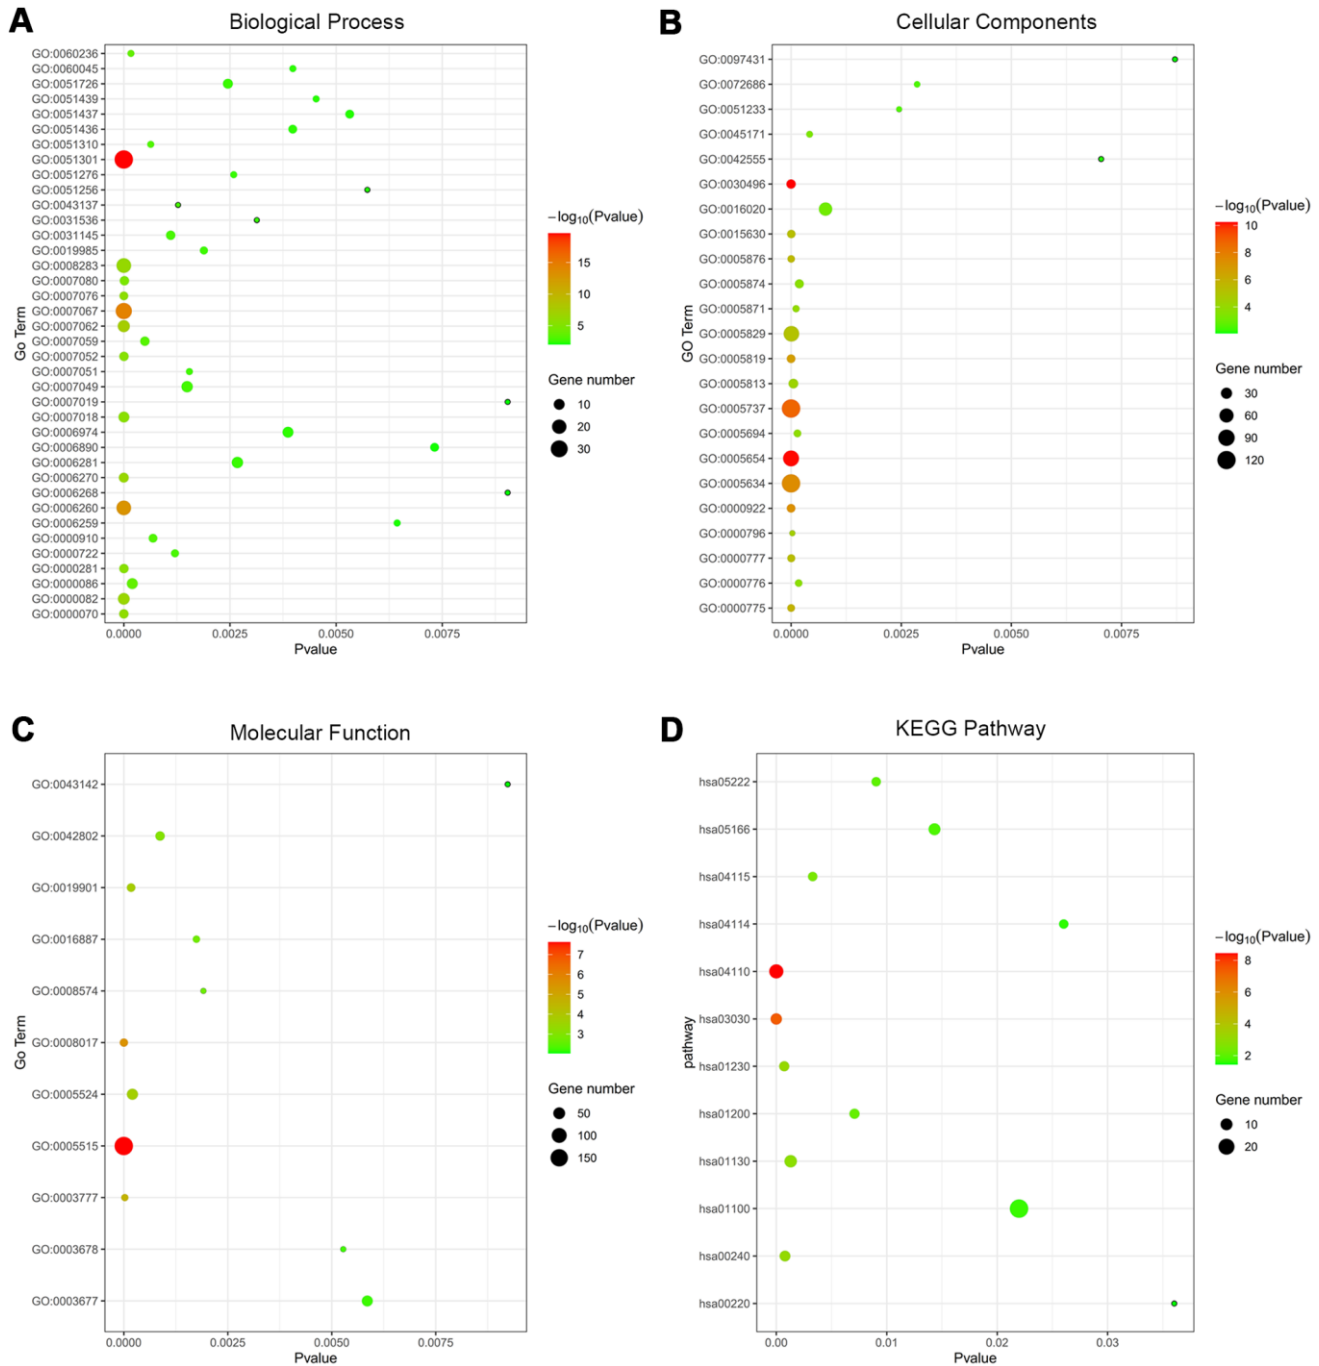 A
Biological Process
GO:0060236
GO:0060045
GO:0051726
GO:0051439
GO:0051437
GO:0051436
GO:0051310
GO:0051301
GO:0051276
GO:0051256
GO:0043137
GO:0031536
GO:0031145
GO:0019985
GO:0008283
GO:0007080
GO:0007076
GO:0007067
GO:0007062
GO:0007059
GO:0007052
GO:0007051
GO:0007049
GO:0007019
GO:0007018
GO:0006974
GO:0006890
GO:0006281
GO:0006270
GO:0006268
GO:0006260
GO:0006259
GO:0000910
GO:0000722
GO:0000281
GO:0000086
GO:0000082
GO:0000070
Go Term
0.0000 0.0025 0.0050 0.0075
Pvalue
−log10(Pvalue)
15
10
5
Gene number
10
20
30
B
Cellular Components
GO:0097431
GO:0072686
GO:0051233
GO:0045171
GO:0042555
GO:0030496
GO:0016020
GO:0015630
GO:0005876
GO:0005874
GO:0005871
GO:0005829
GO:0005819
GO:0005813
GO:0005737
GO:0005694
GO:0005654
GO:0005634
GO:0000922
GO:0000796
GO:0000777
GO:0000776
GO:0000775
GO Term
0.0000 0.0025 0.0050 0.0075
Pvalue
−log10(Pvalue)
10
8
6
4
Gene number
30
60
90
120
C
Molecular Function
GO:0043142
GO:0042802
GO:0019901
GO:0016887
GO:0008574
GO:0008017
GO:0005524
GO:0005515
GO:0003777
GO:0003678
GO:0003677
Go Term
0.0000 0.0025 0.0050 0.0075
Pvalue
−log10(Pvalue)
7
6
5
4
3
Gene number
50
100
150
D
KEGG Pathway
hsa05222
hsa05166
hsa04115
hsa04114
hsa04110
hsa03030
hsa01230
hsa01200
hsa01130
hsa01100
hsa00240
hsa00220
pathway
0.00 0.01 0.02 0.03
Pvalue
−log10(Pvalue)
8
6
4
2
Gene number
10
20